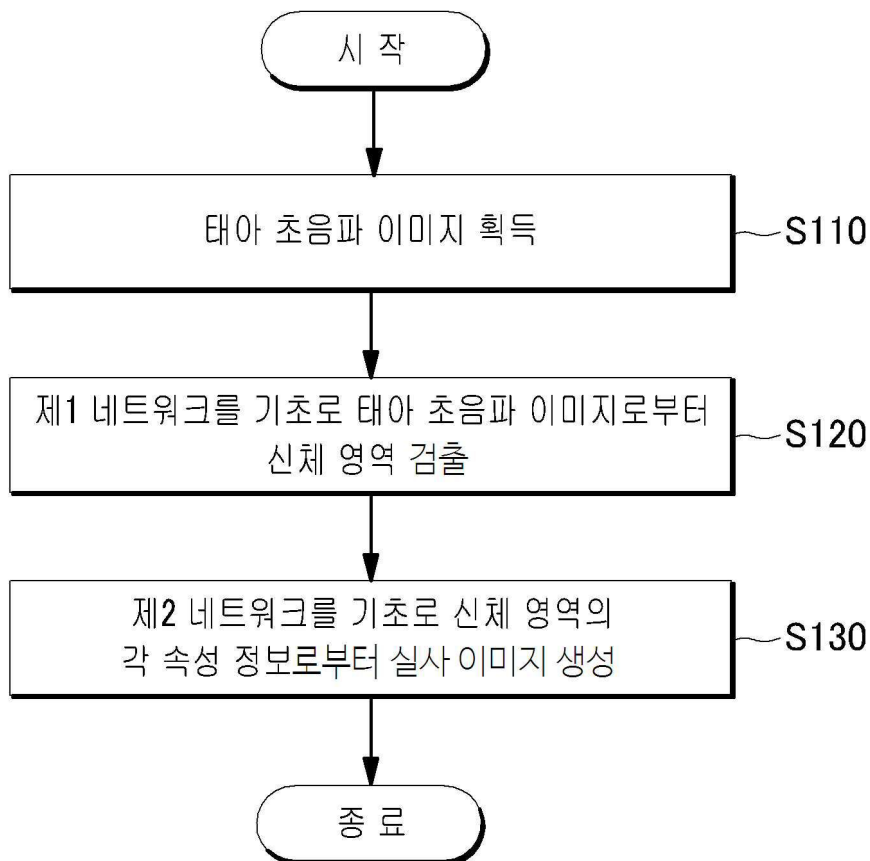 시 작
태아 초음파 이미지 획득
S110
제1 네트워크를 기초로 태아 초음파 이미지로부터
신체 영역 검출
S120
제2 네트워크를 기초로 신체 영역의
각 속성 정보로부터 실사 이미지 생성
S130
종 료